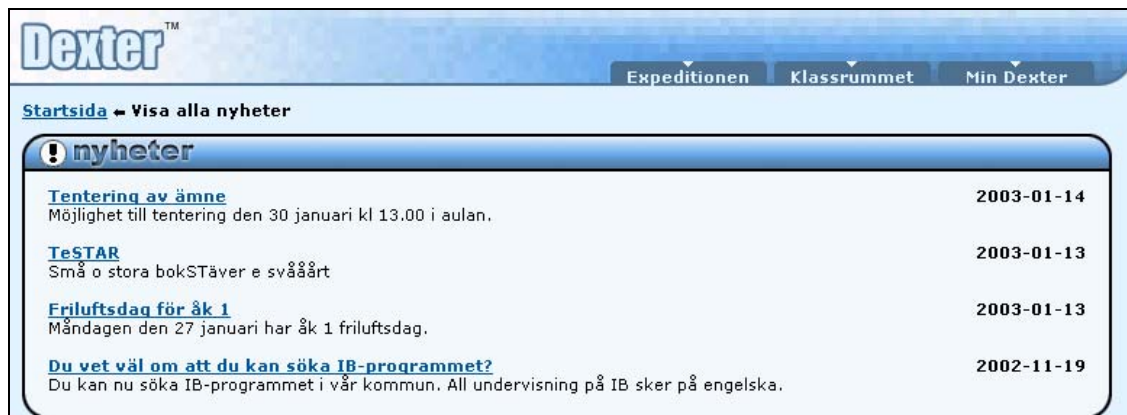 Dexter™
Expeditionen Klassrummet Min Dexter
Startsida ← Visa alla nyheter
! nyheter
Tentering av ämne 2003-01-14
Möjlighet till tentering den 30 januari kl 13.00 i aulan.
TeSTAR 2003-01-13
Små o stora bokSTäver e svååårt
Friluftsdag för åk 1 2003-01-13
Måndagen den 27 januari har åk 1 friluftsdag.
Du vet väl om att du kan söka IB-programmet? 2002-11-19
Du kan nu söka IB-programmet i vår kommun. All undervisning på IB sker på engelska.